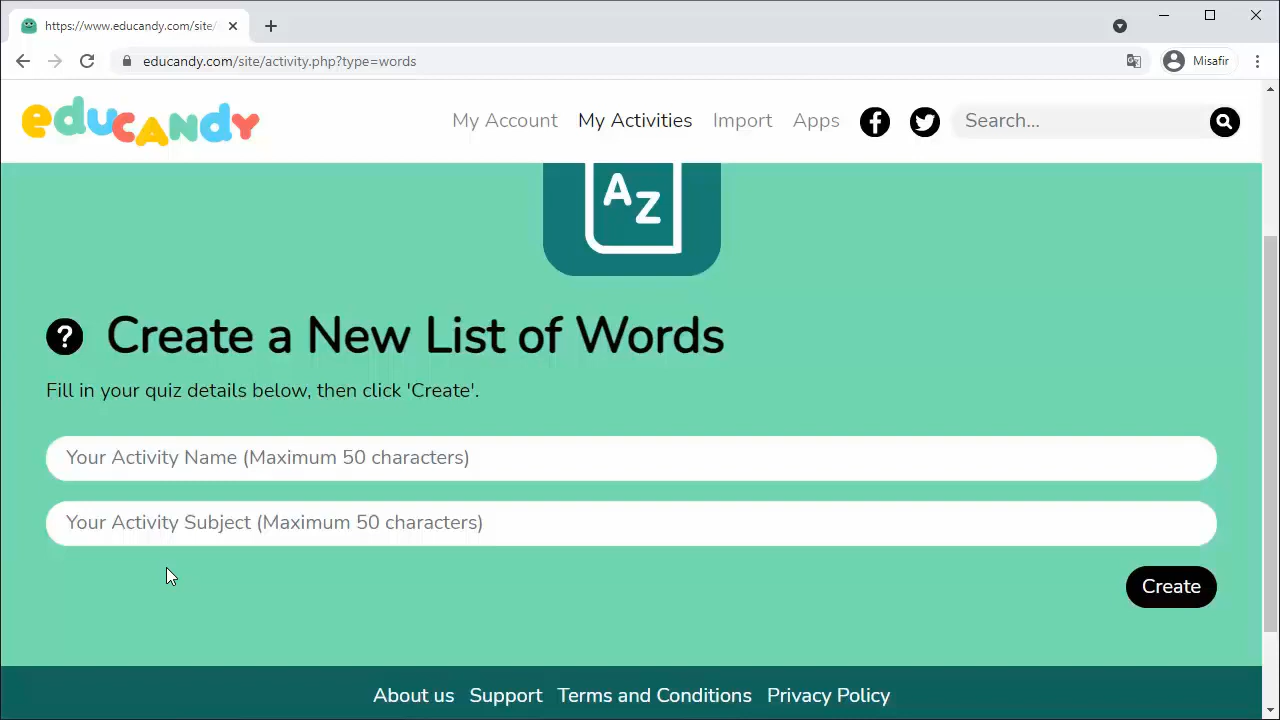 https://www.educandy.com/site/
educandy.com/site/activity.php?type=words
Misafir
educandy
My Account
My Activities
Import
Apps
Search...
AZ
? Create a New List of Words
Fill in your quiz details below, then click 'Create'.
Your Activity Name (Maximum 50 characters)
Your Activity Subject (Maximum 50 characters)
Create
About us
Support
Terms and Conditions
Privacy Policy